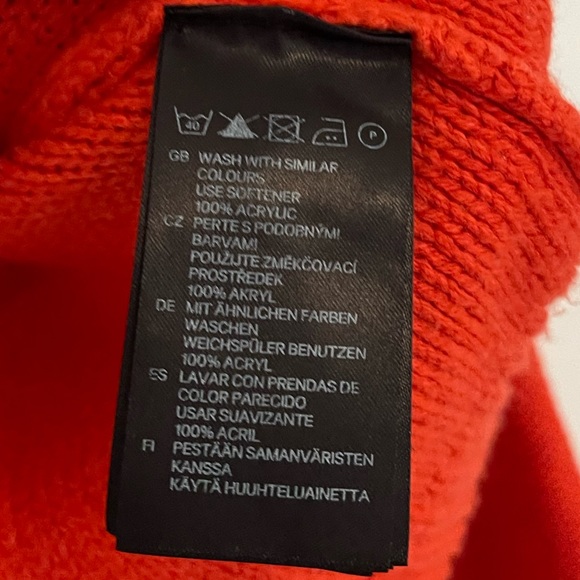 40
P
GB WASH WITH SIMILAR
COLOURS
USE SOFTENER
100% ACRYLIC
CZ PERTE S PODOBNÝMI
BARVAMI
POUŽIJTE ZMĚKČOVACÍ
PROSTŘEDEK
100% AKRYL
DE MIT ÄHNLICHEN FARBEN
WASCHEN
WEICHSPÜLER BENUTZEN
100% ACRYL
ES LAVAR CON PRENDAS DE
COLOR PARECIDO
USAR SUAVIZANTE
100% ACRIL
FI PESTÄÄN SAMANVÄRISTEN
KANSSA
KÄYTÄ HUUHTELUAINETTA